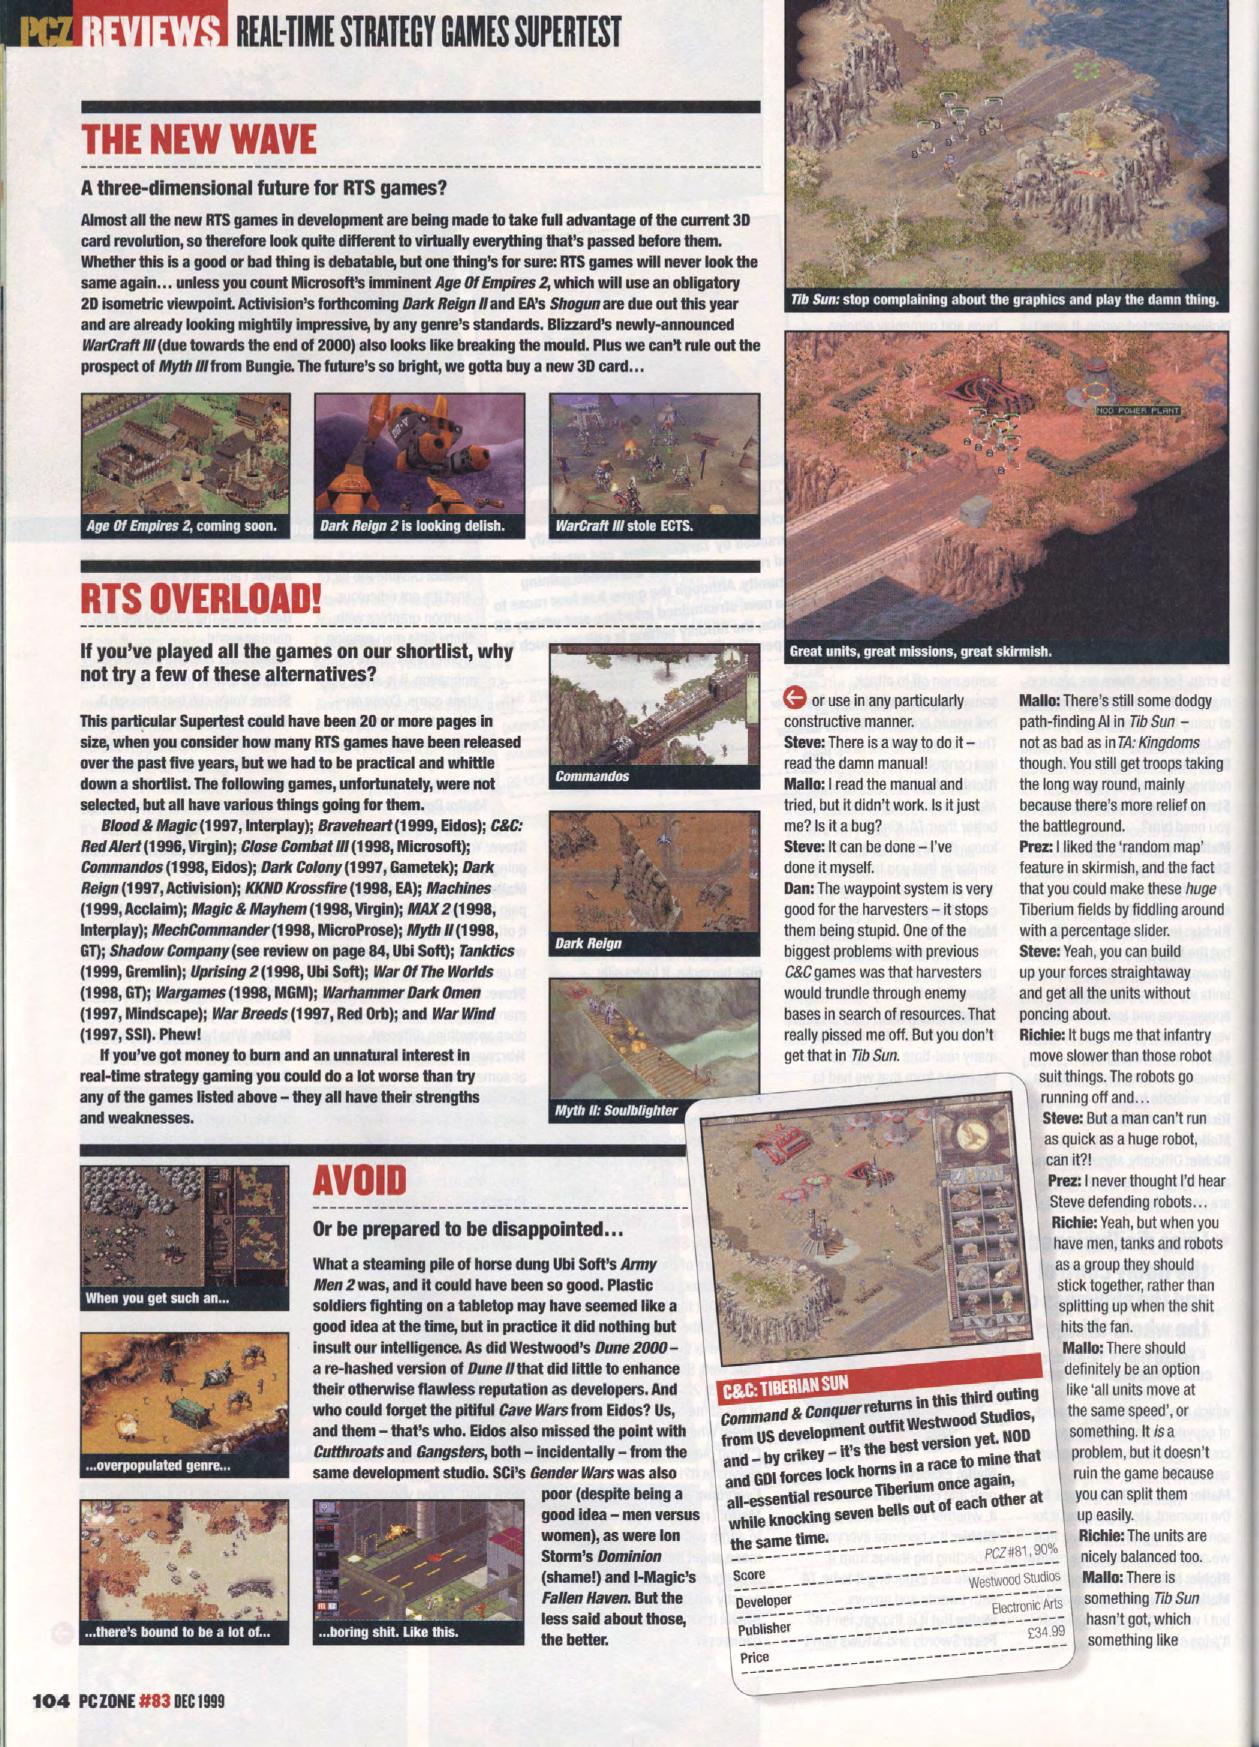 PCZ REVIEWS REAL-TIME STRATEGY GAMES SUPERTEST
THE NEW WAVE
A three-dimensional future for RTS games?
Almost all the new RTS games in development are being made to take full advantage of the current 3D
card revolution, so therefore look quite different to virtually everything that's passed before them.
Whether this is a good or bad thing is debatable, but one thing's for sure: RTS games will never look the
same again... unless you count Microsoft's imminent Age Of Empires 2, which will use an obligatory
2D isometric viewpoint. Activision's forthcoming Dark Reign II and EA's Shogun are due out this year
and are already looking mightily impressive, by any genre's standards. Blizzard's newly-announced
WarCraft III (due towards the end of 2000) also looks like breaking the mould. Plus we can't rule out the
prospect of Myth III from Bungie. The future's so bright, we gotta buy a new 3D card...
Age Of Empires 2, coming soon.
Dark Reign 2 is looking delish.
WarCraft III stole ECTS.
RTS OVERLOAD!
If you've played all the games on our shortlist, why
not try a few of these alternatives?
This particular Supertest could have been 20 or more pages in
size, when you consider how many RTS games have been released
over the past five years, but we had to be practical and whittle
down a shortlist. The following games, unfortunately, were not
selected, but all have various things going for them.
Blood & Magic (1997, Interplay); Braveheart (1999, Eidos); C&C:
Red Alert (1996, Virgin); Close Combat III (1998, Microsoft);
Commandos (1998, Eidos); Dark Colony (1997, Gametek); Dark
Reign (1997, Activision); KKND Krossfire (1998, EA); Machines
(1999, Acclaim); Magic & Mayhem (1998, Virgin); MAX 2 (1998,
Interplay); MechCommander (1998, MicroProse); Myth II (1998,
GT); Shadow Company (see review on page 84, Ubi Soft); Tanktics
(1999, Gremlin); Uprising 2 (1998, Ubi Soft); War Of The Worlds
(1998, GT); Wargames (1998, MGM); Warhammer Dark Omen
(1997, Mindscape); War Breeds (1997, Red Orb); and War Wind
(1997, SSI). Phew!
If you've got money to burn and an unnatural interest in
real-time strategy gaming you could do a lot worse than try
any of the games listed above – they all have their strengths
and weaknesses.
Commandos
Dark Reign
Myth II: Soulblighter
AVOID
Or be prepared to be disappointed...
What a steaming pile of horse dung Ubi Soft's Army
Men 2 was, and it could have been so good. Plastic
soldiers fighting on a tabletop may have seemed like a
good idea at the time, but in practice it did nothing but
insult our intelligence. As did Westwood's Dune 2000 –
a re-hashed version of Dune II that did little to enhance
their otherwise flawless reputation as developers. And
who could forget the pitiful Cave Wars from Eidos? Us,
and them – that's who. Eidos also missed the point with
Cutthroats and Gangsters, both – incidentally – from the
same development studio. SCi's Gender Wars was also
poor (despite being a
good idea – men versus
women), as were Ion
Storm's Dominion
(shame!) and I-Magic's
Fallen Haven. But the
less said about those,
the better.
When you get such an...
...overpopulated genre...
...there's bound to be a lot of...
...boring shit. Like this.
Tib Sun: stop complaining about the graphics and play the damn thing.
NOD POWER PLANT
Great units, great missions, great skirmish.
or use in any particularly
constructive manner.
Steve: There is a way to do it –
read the damn manual!
Mallo: I read the manual and
tried, but it didn't work. Is it just
me? Is it a bug?
Steve: It can be done – I've
done it myself.
Dan: The waypoint system is very
good for the harvesters – it stops
them being stupid. One of the
biggest problems with previous
C&C games was that harvesters
would trundle through enemy
bases in search of resources. That
really pissed me off. But you don't
get that in Tib Sun.
Mallo: There's still some dodgy
path-finding AI in Tib Sun –
not as bad as in TA: Kingdoms
though. You still get troops taking
the long way round, mainly
because there's more relief on
the battleground.
Prez: I liked the 'random map'
feature in skirmish, and the fact
that you could make these huge
Tiberium fields by fiddling around
with a percentage slider.
Steve: Yeah, you can build
up your forces straightaway
and get all the units without
poncing about.
Richie: It bugs me that infantry
move slower than those robot
suit things. The robots go
running off and...
Steve: But a man can't run
as quick as a huge robot,
can it?!
Prez: I never thought I'd hear
Steve defending robots...
Richie: Yeah, but when you
have men, tanks and robots
as a group they should
stick together, rather than
splitting up when the shit
hits the fan.
Mallo: There should
definitely be an option
like 'all units move at
the same speed', or
something. It is a
problem, but it doesn't
ruin the game because
you can split them
up easily.
Richie: The units are
nicely balanced too.
Mallo: There is
something Tib Sun
hasn't got, which
something like
C&C: TIBERIAN SUN
Command & Conquer returns in this third outing
from US development outfit Westwood Studios,
and – by crikey – it's the best version yet. NOD
and GDI forces lock horns in a race to mine that
all-essential resource Tiberium once again,
while knocking seven bells out of each other at
the same time.
Score PCZ #81, 90%
Developer Westwood Studios
Publisher Electronic Arts
Price £34.99
104 PC ZONE #83 DEC 1999